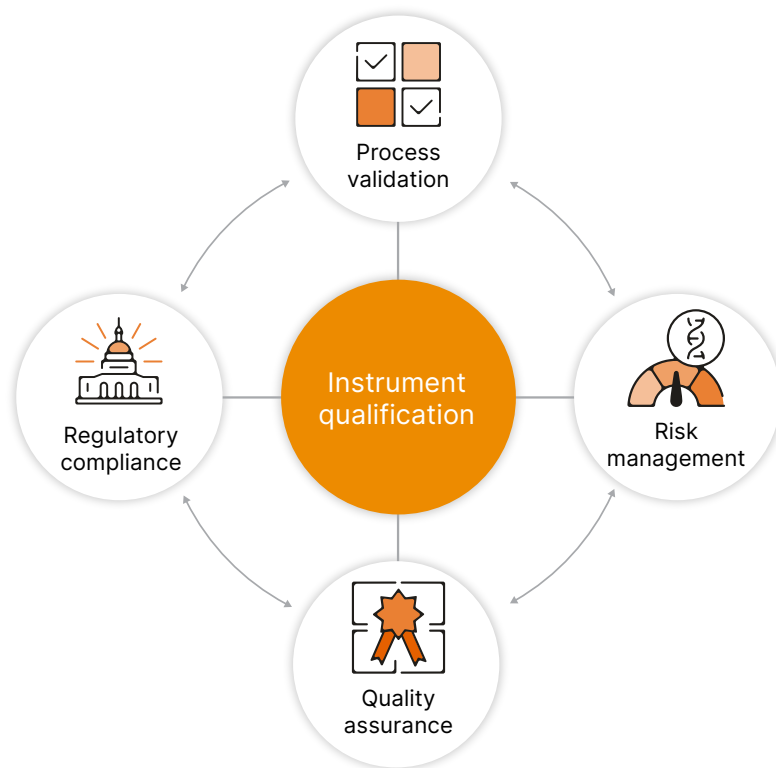 Process
validation
Regulatory
compliance
Instrument
qualification
Risk
management
Quality
assurance